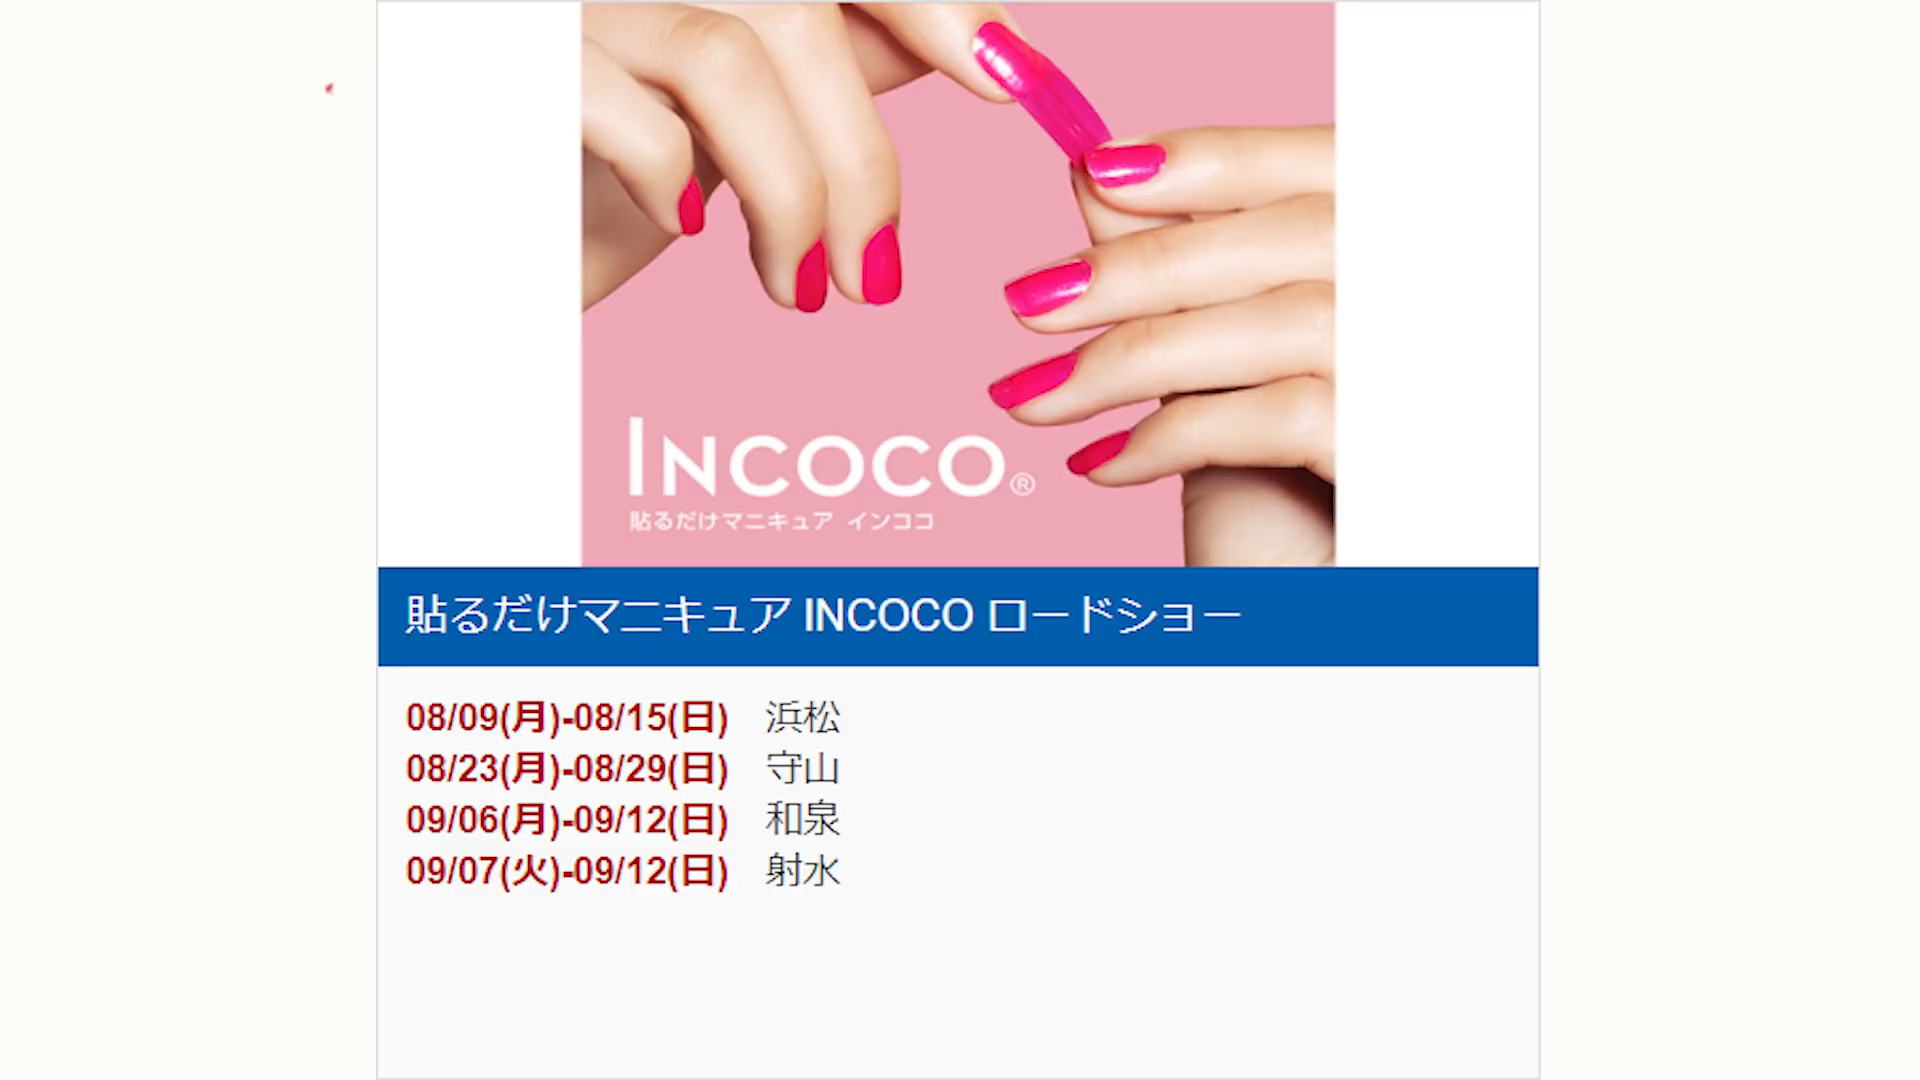 INCOCO®
貼るだけマニキュア インココ
貼るだけマニキュア INCOCO ロードショー
08/09(月)-08/15(日) 浜松
08/23(月)-08/29(日) 守山
09/06(月)-09/12(日) 和泉
09/07(火)-09/12(日) 射水